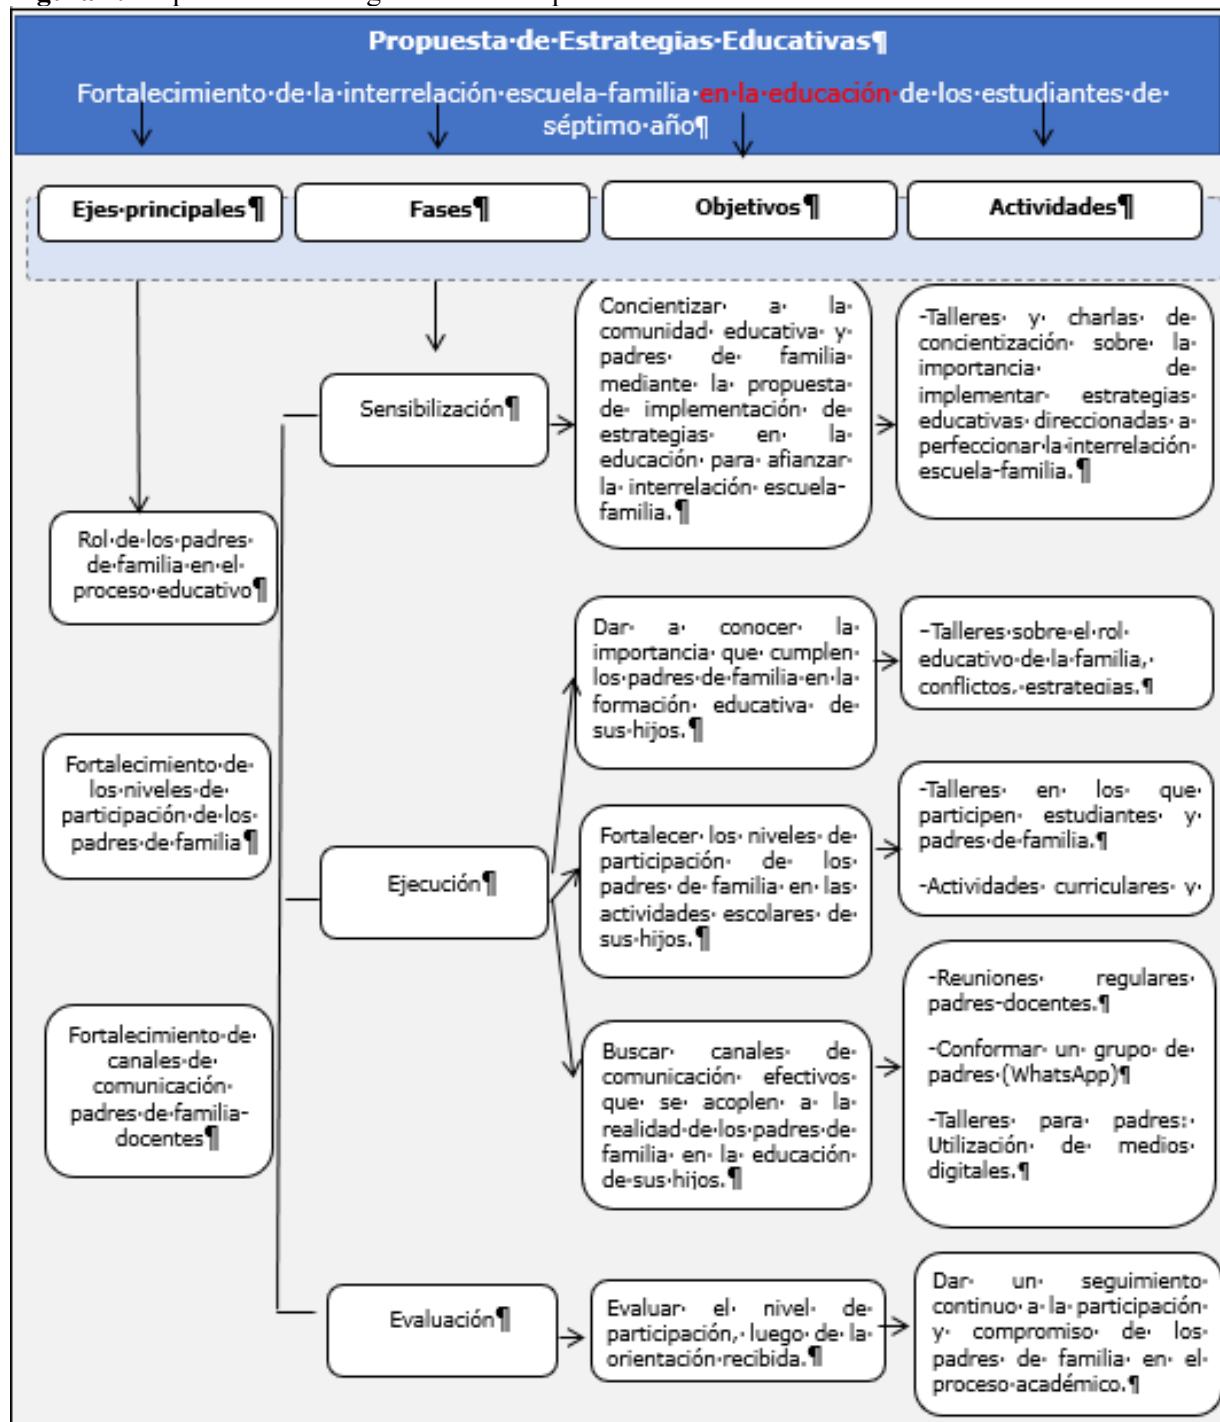 Propuesta de Estrategias Educativas¶
Fortalecimiento de la interrelación escuela-familia en la educación de los estudiantes de
séptimo año¶
Ejes principales¶
Fases¶
Objetivos¶
Actividades¶
Rol de los padres
de familia en el
proceso educativo¶
Fortalecimiento de
los niveles de
participación de los
padres de familia¶
Fortalecimiento de
canales de
comunicación
padres de familia-
docentes¶
Sensibilización¶
Concientizar a la
comunidad educativa y
padres de familia
mediante la propuesta
de implementación de
estrategias en la
educación para afianzar
la interrelación escuela-
familia.¶
-Talleres y charlas de
concientización sobre la
importancia de
implementar estrategias
educativas direccionadas a
perfeccionar la interrelación
escuela-familia.¶
Ejecución¶
Dar a conocer la
importancia que cumplen
los padres de familia en la
formación educativa de
sus hijos.¶
-Talleres sobre el rol
educativo de la familia,
conflictos, estrategias.¶
Fortalecer los niveles de
participación de los
padres de familia en las
actividades escolares de
sus hijos.¶
-Talleres en los que
participen estudiantes y
padres de familia.¶
-Actividades curriculares y
Buscar canales de
comunicación efectivos
que se acoplen a la
realidad de los padres de
familia en la educación
de sus hijos.¶
-Reuniones regulares
padres-docentes.¶
-Conformar un grupo de
padres (WhatsApp)¶
-Talleres para padres:
Utilización de medios
digitales.¶
Evaluación¶
Evaluar el nivel de
participación, luego de la
orientación recibida.¶
Dar un seguimiento
continuo a la participación
y compromiso de los
padres de familia en el
proceso académico.¶